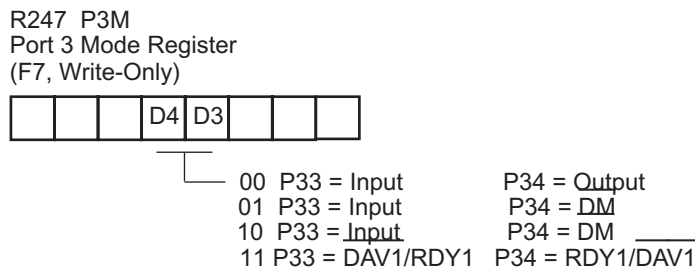 R247 P3M
Port 3 Mode Register
(F7, Write-Only)
D4 D3
00 P33 = Input P34 = Output
01 P33 = Input P34 = DM
10 P33 = Input P34 = DM
11 P33 = DAV1/RDY1 P34 = RDY1/DAV1